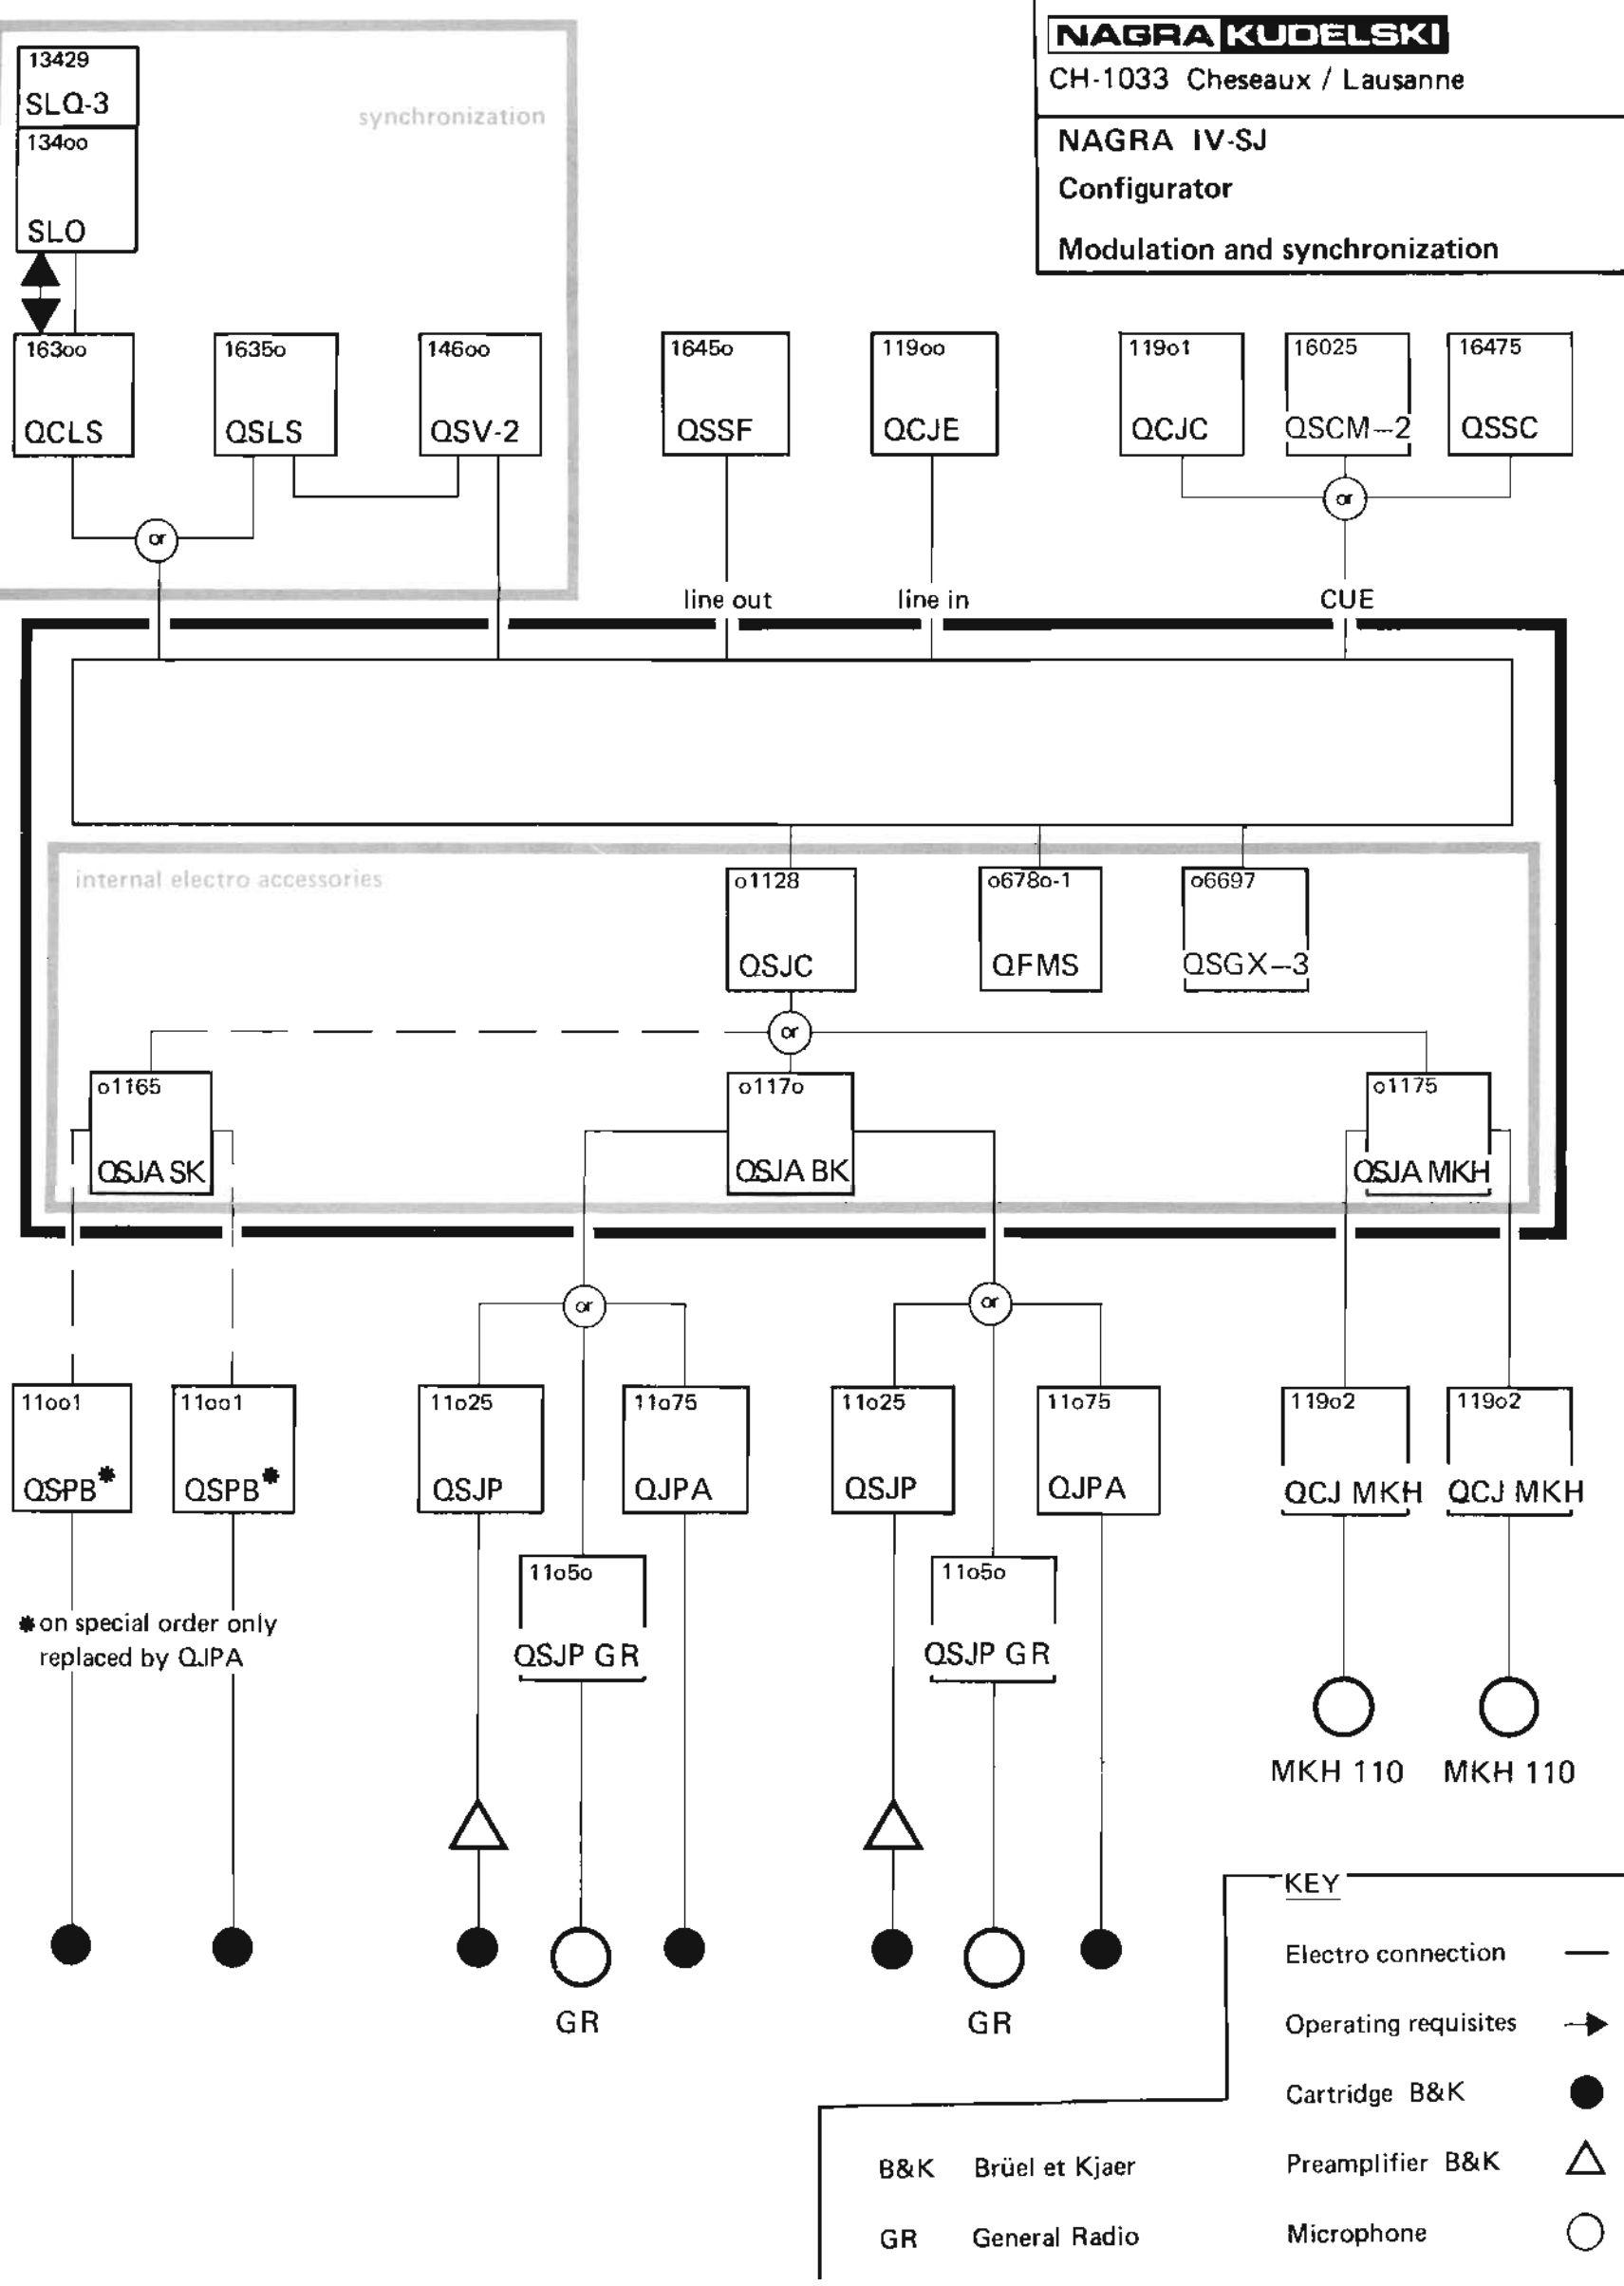 NAGRA KUDELSKI
CH-1033 Cheseaux / Lausanne
NAGRA IV-SJ
Configurator
Modulation and synchronization
13429
SLQ-3
synchronization
134oo
SLO
163oo
QCLS
1635o
QSLS
146oo
QSV-2
1645o
QSSF
119oo
QCJE
119o1
QCJC
16025
QSCM-2
16475
QSSC
or
or
line out
line in
CUE
internal electro accessories
o1128
QSJC
o678o-1
QFMS
o6697
QSGX-3
or
o1165
QSJA SK
o117o
QSJA BK
o1175
QSJA MKH
or
or
11oo1
QSPB*
11oo1
QSPB*
11o25
QSJP
11o75
QJPA
11o25
QSJP
11o75
QJPA
119o2
QCJ MKH
119o2
QCJ MKH
11o5o
QSJP GR
11o5o
QSJP GR
* on special order only
replaced by QJPA
MKH 110
MKH 110
GR
GR
KEY
Electro connection
Operating requisites
Cartridge B&K
Preamplifier B&K
Microphone
B&K Brüel et Kjaer
GR General Radio